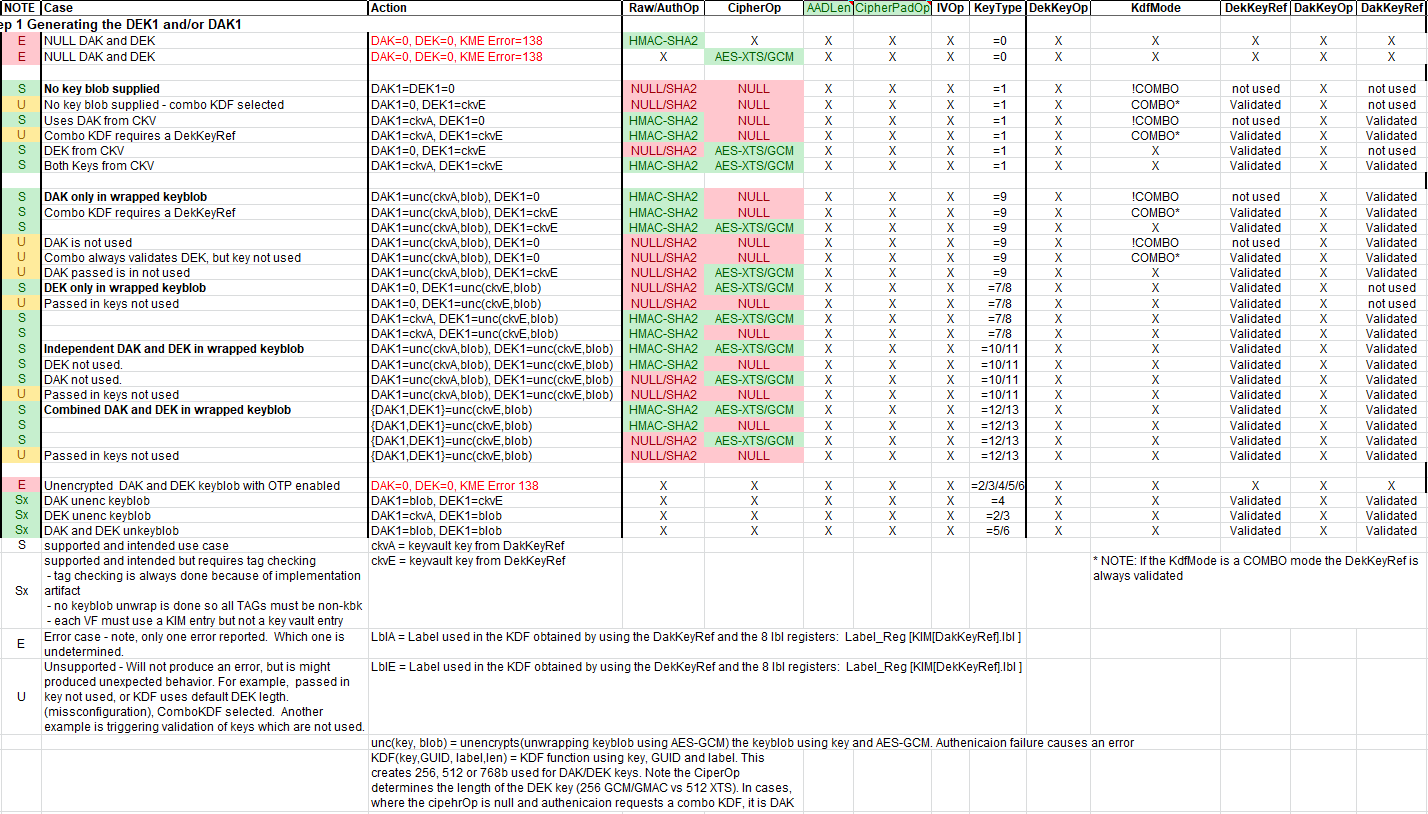 NOTE Case Action Raw/AuthOp CipherOp AADLen CipherPadOp IVOp KeyType DekKeyOp KdfMode DekKeyRef DakKeyOp DakKeyRef
ep 1 Generating the DEK1 and/or DAK1
E NULL DAK and DEK DAK=0, DEK=0, KME Error=138 HMAC-SHA2 X X X X =0 X X X X X
E NULL DAK and DEK DAK=0, DEK=0, KME Error=138 X AES-XTS/GCM X X X =0 X X X X X
S No key blob supplied DAK1=DEK1=0 NULL/SHA2 NULL X X X =1 X !COMBO not used X not used
U No key blob supplied - combo KDF selected DAK1=0, DEK1=ckvE NULL/SHA2 NULL X X X =1 X COMBO* Validated X not used
S Uses DAK from CKV DAK1=ckvA, DEK1=0 HMAC-SHA2 NULL X X X =1 X !COMBO not used X Validated
U Combo KDF requires a DekKeyRef DAK1=ckvA, DEK1=ckvE HMAC-SHA2 NULL X X X =1 X COMBO* Validated X Validated
S DEK from CKV DAK1=0, DEK1=ckvE NULL/SHA2 AES-XTS/GCM X X X =1 X X Validated X not used
S Both Keys from CKV DAK1=ckvA, DEK1=ckvE HMAC-SHA2 AES-XTS/GCM X X X =1 X X Validated X Validated
S DAK only in wrapped keyblob DAK1=unc(ckvA,blob), DEK1=0 HMAC-SHA2 NULL X X X =9 X !COMBO not used X Validated
S Combo KDF requires a DekKeyRef DAK1=unc(ckvA,blob), DEK1=ckvE HMAC-SHA2 NULL X X X =9 X COMBO* Validated X Validated
S DAK1=unc(ckvA,blob), DEK1=ckvE HMAC-SHA2 AES-XTS/GCM X X X =9 X X Validated X Validated
U DAK is not used DAK1=unc(ckvA,blob), DEK1=0 NULL/SHA2 NULL X X X =9 X !COMBO not used X Validated
U Combo always validates DEK, but key not used DAK1=unc(ckvA,blob), DEK1=0 NULL/SHA2 NULL X X X =9 X COMBO* Validated X Validated
U DAK passed is in not used DAK1=unc(ckvA,blob), DEK1=ckvE NULL/SHA2 AES-XTS/GCM X X X =9 X X Validated X Validated
S DEK only in wrapped keyblob DAK1=0, DEK1=unc(ckvE,blob) NULL/SHA2 AES-XTS/GCM X X X =7/8 X X Validated X not used
U Passed in keys not used DAK1=0, DEK1=unc(ckvE,blob) NULL/SHA2 NULL X X X =7/8 X X Validated X not used
S DAK1=ckvA, DEK1=unc(ckvE,blob) HMAC-SHA2 AES-XTS/GCM X X X =7/8 X X Validated X Validated
S DAK1=ckvA, DEK1=unc(ckvE,blob) HMAC-SHA2 NULL X X X =7/8 X X Validated X Validated
S Independent DAK and DEK in wrapped keyblob DAK1=unc(ckvA,blob), DEK1=unc(ckvE,blob) HMAC-SHA2 AES-XTS/GCM X X X =10/11 X X Validated X Validated
S DEK not used. DAK1=unc(ckvA,blob), DEK1=unc(ckvE,blob) HMAC-SHA2 NULL X X X =10/11 X X Validated X Validated
S DAK not used. DAK1=unc(ckvA,blob), DEK1=unc(ckvE,blob) NULL/SHA2 AES-XTS/GCM X X X =10/11 X X Validated X Validated
U Passed in keys not used DAK1=unc(ckvA,blob), DEK1=unc(ckvE,blob) NULL/SHA2 NULL X X X =10/11 X X Validated X Validated
S Combined DAK and DEK in wrapped keyblob {DAK1,DEK1}=unc(ckvE,blob) HMAC-SHA2 AES-XTS/GCM X X X =12/13 X X Validated X Validated
S {DAK1,DEK1}=unc(ckvE,blob) HMAC-SHA2 NULL X X X =12/13 X X Validated X Validated
S {DAK1,DEK1}=unc(ckvE,blob) NULL/SHA2 AES-XTS/GCM X X X =12/13 X X Validated X Validated
U Passed in keys not used {DAK1,DEK1}=unc(ckvE,blob) NULL/SHA2 NULL X X X =12/13 X X Validated X Validated
E Unencrypted DAK and DEK keyblob with OTP enabled DAK=0, DEK=0, KME Error 138 X X X X X =2/3/4/5/6 X X X X X
Sx DAK unenc keyblob DAK1=blob, DEK1=ckvE X X X X X =4 X X Validated X Validated
Sx DEK unenc keyblob DAK1=ckvA, DEK1=blob X X X X X =2/3 X X Validated X Validated
Sx DAK and DEK unkeyblob DAK1=blob, DEK1=blob X X X X X =5/6 X X Validated X Validated
S supported and intended use case ckvA = keyvault key from DakKeyRef
supported and intended but requires tag checking ckvE = keyvault key from DekKeyRef * NOTE: If the KdfMode is a COMBO mode the DekKeyRef is
- tag checking is always done because of implementation always validated
artifact
Sx
- no keyblob unwrap is done so all TAGs must be non-kbk
- each VF must use a KIM entry but not a key vault entry
E Error case - note, only one error reported. Which one is LblA = Label used in the KDF obtained by using the DakKeyRef and the 8 lbl registers: Label_Reg [KIM[DakKeyRef].lbl ]
undetermined.
Unsupported - Will not produce an error, but is might LblE = Label used in the KDF obtained by using the DekKeyRef and the 8 lbl registers: Label_Reg [KIM[DekKeyRef].lbl ]
produced unexpected behavior. For example, passed in
U key not used, or KDF uses default DEK legth.
(missconfiguration), ComboKDF selected. Another
example is triggering validation of keys which are not used.
unc(key, blob) = unencrypts(unwrapping keyblob using AES-GCM) the keyblob using key and AES-GCM. Authenicaion failure causes an error
KDF(key,GUID, label,len) = KDF function using key, GUID and label. This
creates 256, 512 or 768b used for DAK/DEK keys. Note the CiperOp
determines the length of the DEK key (256 GCM/GMAC vs 512 XTS). In cases,
where the cipehrOp is null and authenicaion requests a combo KDF, it is DAK